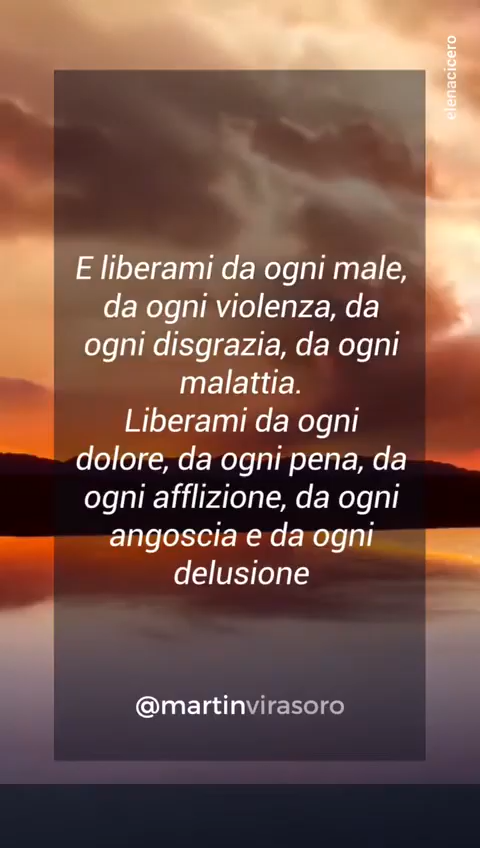 elenacicero
E liberami da ogni male,
da ogni violenza, da
ogni disgrazia, da ogni
malattia.
Liberami da ogni
dolore, da ogni pena, da
ogni afflizione, da ogni
angoscia e da ogni
delusione
@martinvirasoro